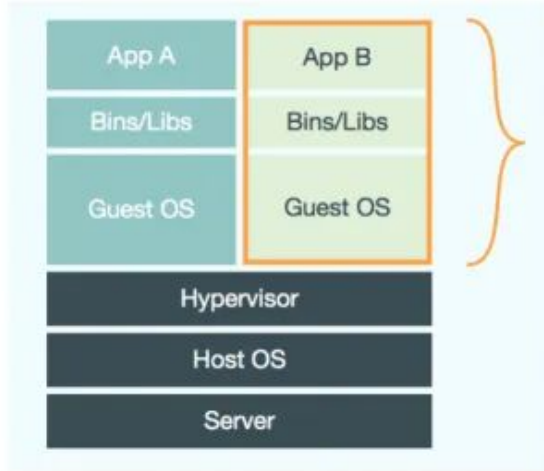 App A App B
Bins/Libs Bins/Libs
Guest OS Guest OS
Hypervisor
Host OS
Server